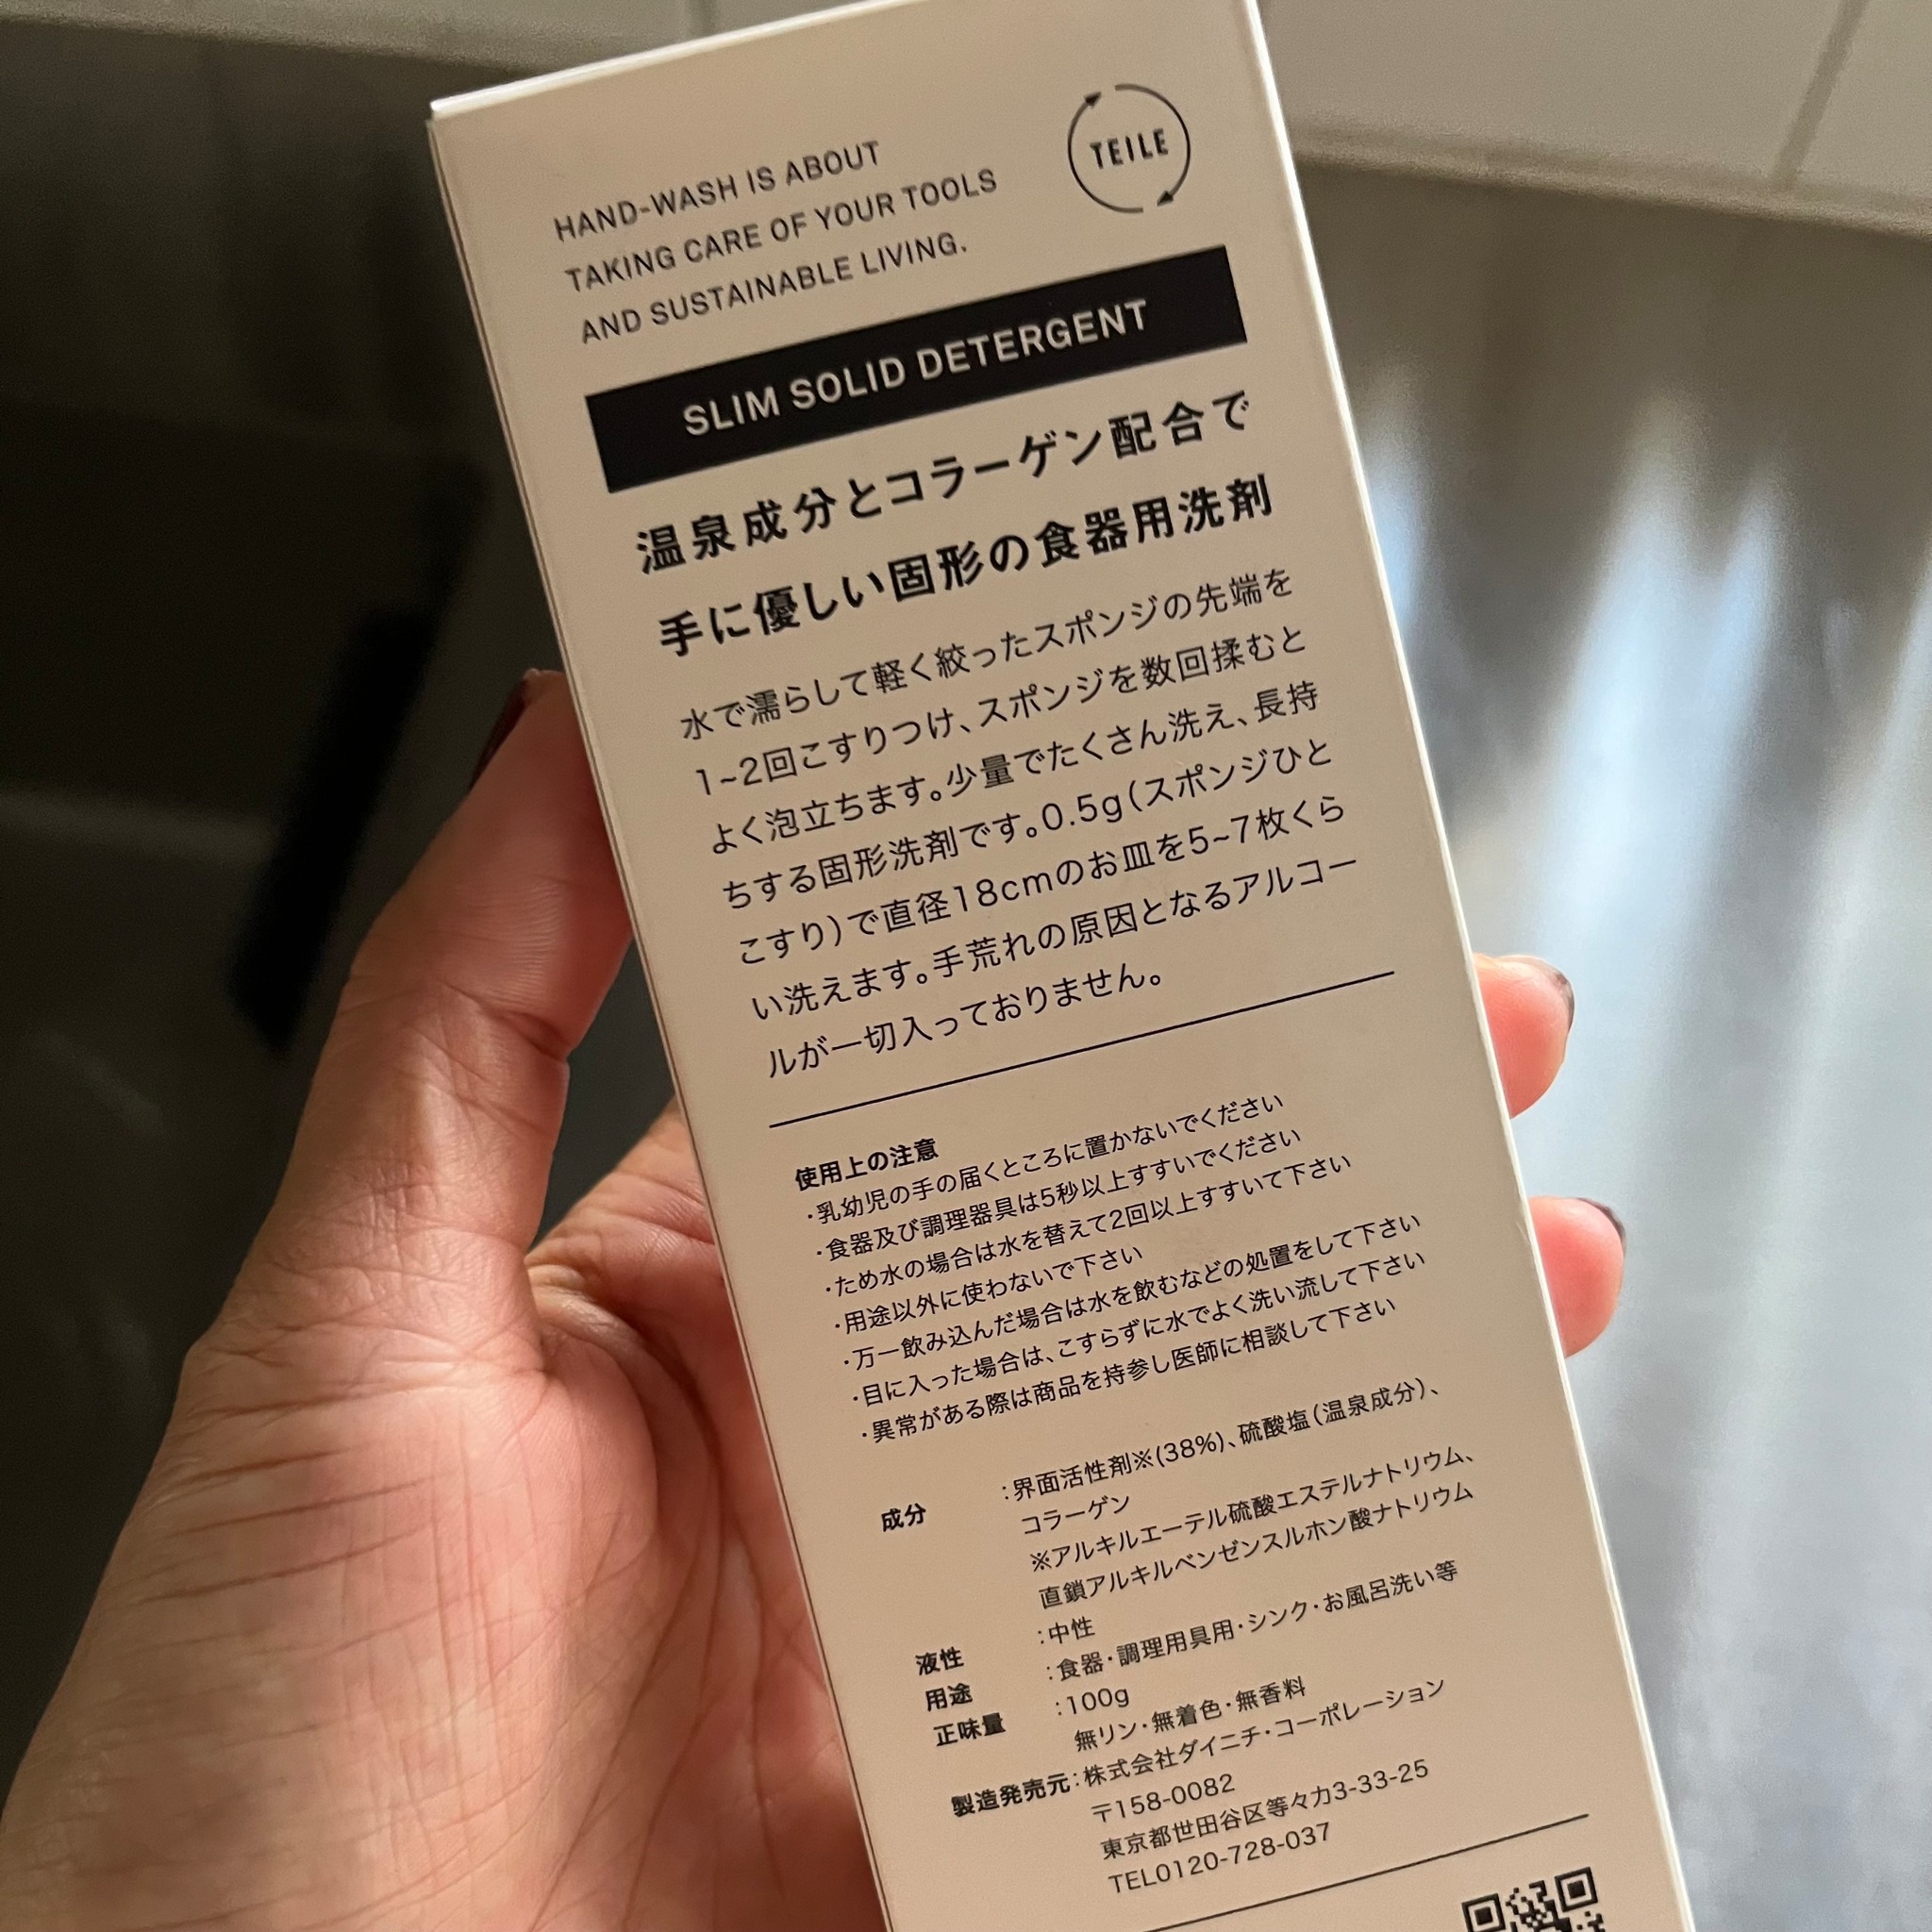 HAND-WASH IS ABOUT
TAKING CARE OF YOUR TOOLS
AND SUSTAINABLE LIVING.
TEILE
SLIM SOLID DETERGENT
温泉成分とコラーゲン配合で
手に優しい固形の食器用洗剤
水で濡らして軽く絞ったスポンジの先端を
1~2回こすりつけ、スポンジを数回揉むと
よく泡立ちます。少量でたくさん洗え、長持
ちする固形洗剤です。0.5g(スポンジひと
こすり)で直径18cmのお皿を5~7枚くら
い洗えます。手荒れの原因となるアルコー
ルが一切入っておりません。
使用上の注意
・乳幼児の手の届くところに置かないでください
・食器及び調理器具は5秒以上すすいでください
・ため水の場合は水を替えて2回以上すすいで下さい
・用途以外に使わないで下さい
・万一飲み込んだ場合は水を飲むなどの処置をして下さい
・目に入った場合は、こすらずに水でよく洗い流して下さい
・異常がある際は商品を持参し医師に相談して下さい
成分 :界面活性剤※(38%)、硫酸塩(温泉成分)、
コラーゲン
※アルキルエーテル硫酸エステルナトリウム、
直鎖アルキルベンゼンスルホン酸ナトリウム
液性 :中性
用途 :食器・調理用具用・シンク・お風呂洗い等
正味量 :100g
無リン・無着色・無香料
製造発売元:株式会社ダイニチ・コーポレーション
〒158-0082
東京都世田谷区等々力3-33-25
TEL0120-728-037